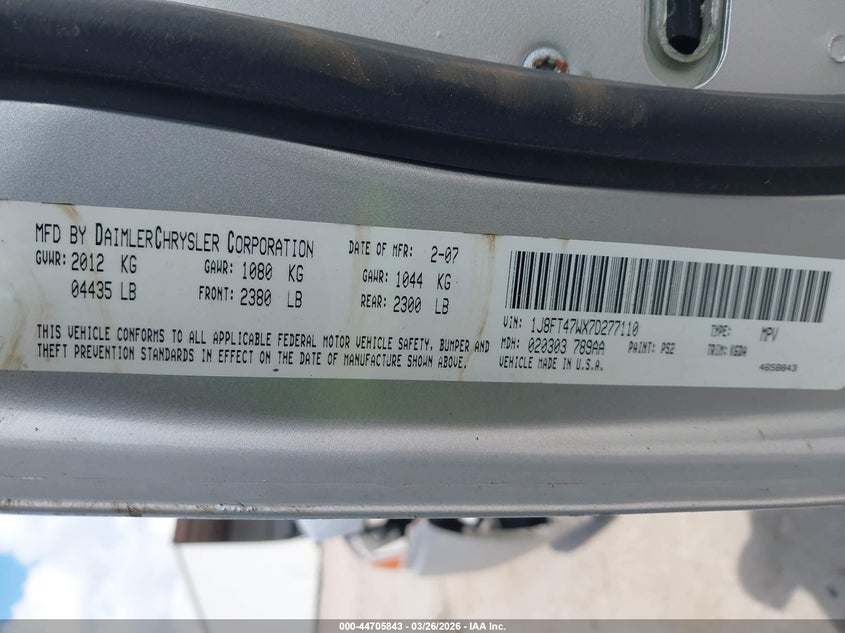 MFD BY DAIMLERCHRYSLER CORPORATION DATE OF MFR: 2-07
GVWR: 2012 KG GAWR: 1080 KG GAWR: 1044 KG
04435 LB FRONT: 2380 LB REAR: 2300 LB
THIS VEHICLE CONFORMS TO ALL APPLICABLE FEDERAL MOTOR VEHICLE SAFETY, BUMPER AND
THEFT PREVENTION STANDARDS IN EFFECT ON THE DATE OF MANUFACTURE SHOWN ABOVE.
VIN: 1J8FT47WX7D277110 TYPE: MPV
MDH: 020303 789AA PAINT: PS2 TRIM: K6DA
VEHICLE MADE IN U.S.A. 4658843
000-44705843 | 03/26/2026 | IAA Inc.